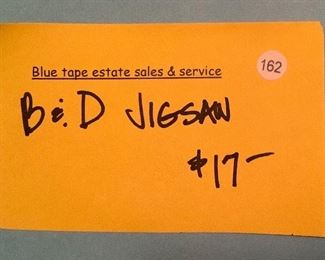 Blue tape estate sales & service
162
B & D JIGSAW
$17-